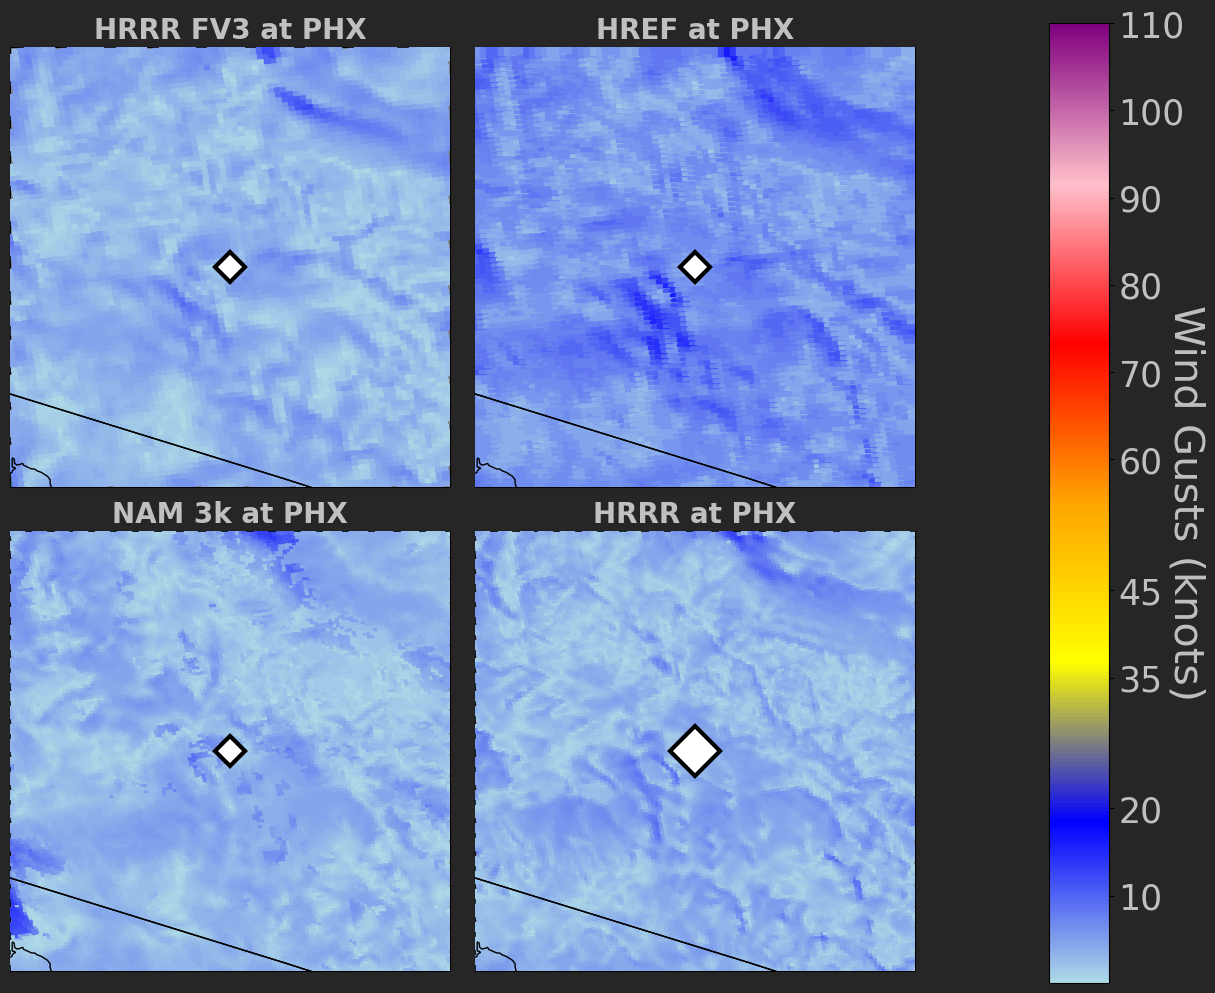 HRRR FV3 at PHX
HREF at PHX
NAM 3k at PHX
HRRR at PHX
110
100
90
80
70
60
45
35
20
10
Wind Gusts (knots)